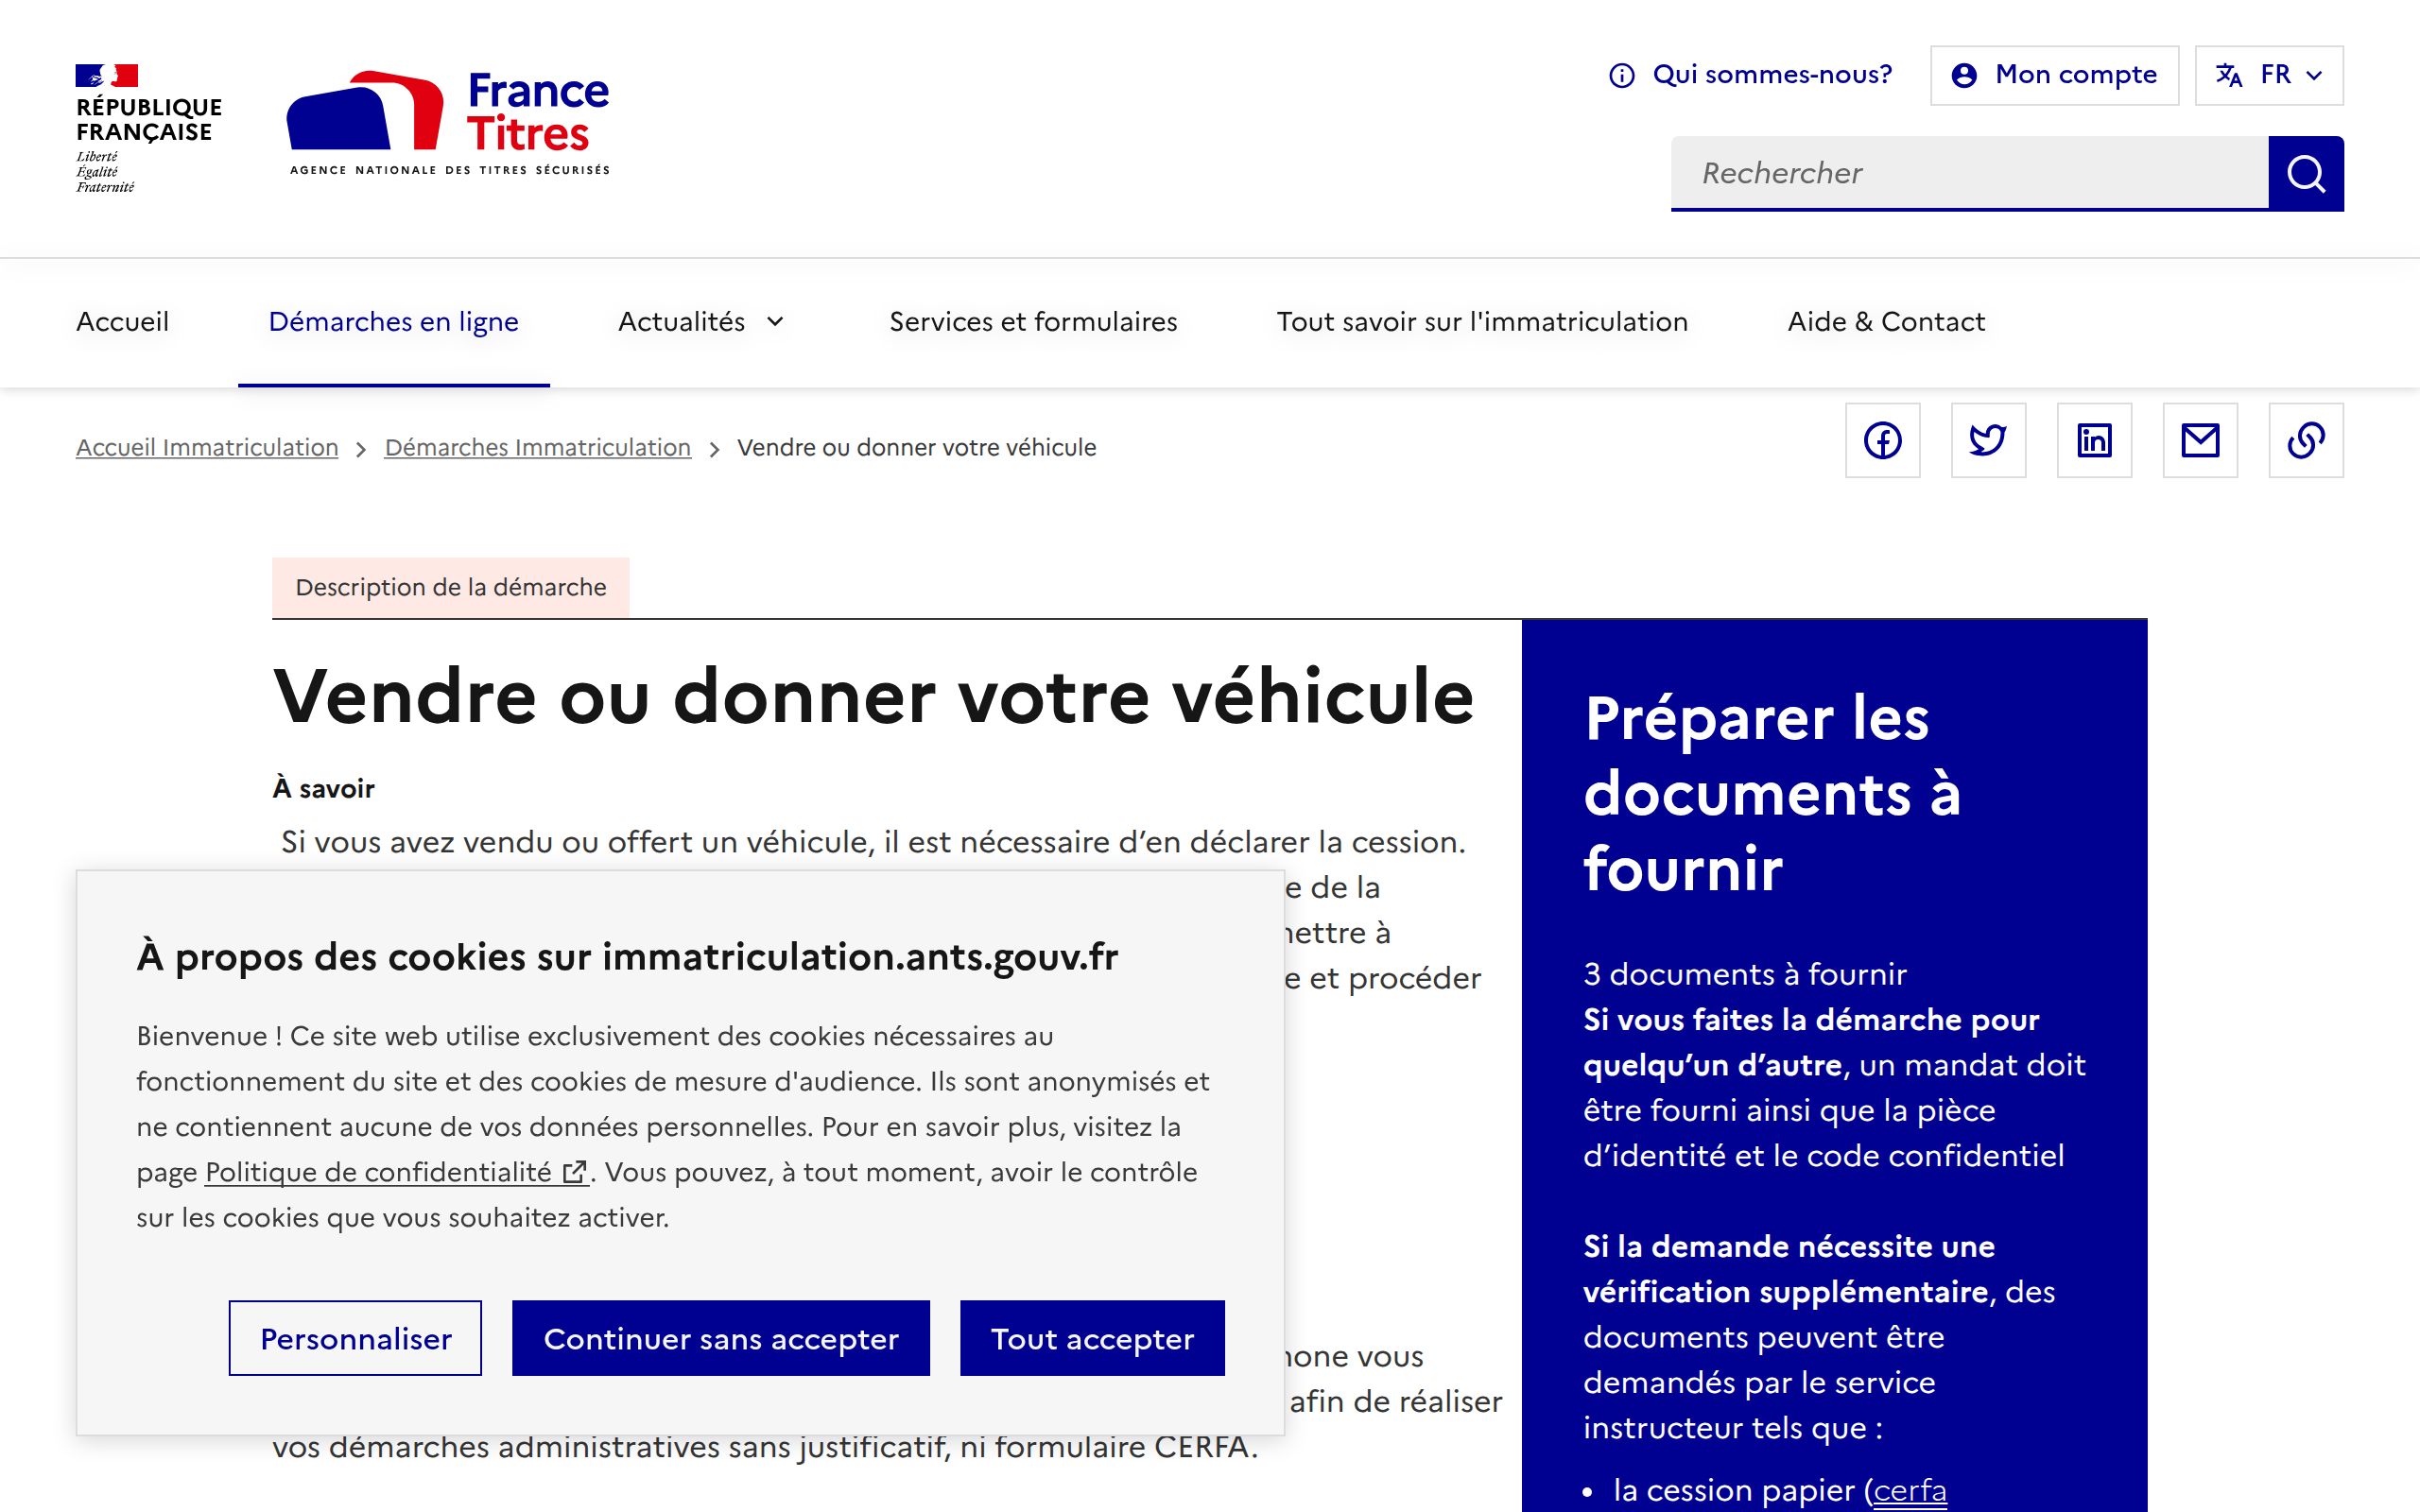 RÉPUBLIQUE
FRANÇAISE
Liberté
Égalité
Fraternité
France
Titres
AGENCE NATIONALE DES TITRES SÉCURISÉS
Qui sommes-nous?
Mon compte
FR
Rechercher
Accueil
Démarches en ligne
Actualités
Services et formulaires
Tout savoir sur l'immatriculation
Aide & Contact
Accueil Immatriculation
Démarches Immatriculation
Vendre ou donner votre véhicule
Description de la démarche
Vendre ou donner votre véhicule
À savoir
Si vous avez vendu ou offert un véhicule, il est nécessaire d’en déclarer la cession.
de la
à
et procéder
vous
afin de réaliser
vos démarches administratives sans justificatif, ni formulaire CERFA.
À propos des cookies sur immatriculation.ants.gouv.fr
Bienvenue ! Ce site web utilise exclusivement des cookies nécessaires au
fonctionnement du site et des cookies de mesure d'audience. Ils sont anonymisés et
ne contiennent aucune de vos données personnelles. Pour en savoir plus, visitez la
page Politique de confidentialité. Vous pouvez, à tout moment, avoir le contrôle
sur les cookies que vous souhaitez activer.
Personnaliser
Continuer sans accepter
Tout accepter
Préparer les
documents à
fournir
3 documents à fournir
Si vous faites la démarche pour
quelqu’un d’autre, un mandat doit
être fourni ainsi que la pièce
d’identité et le code confidentiel
Si la demande nécessite une
vérification supplémentaire, des
documents peuvent être
demandés par le service
instructeur tels que :
• la cession papier (cerfa